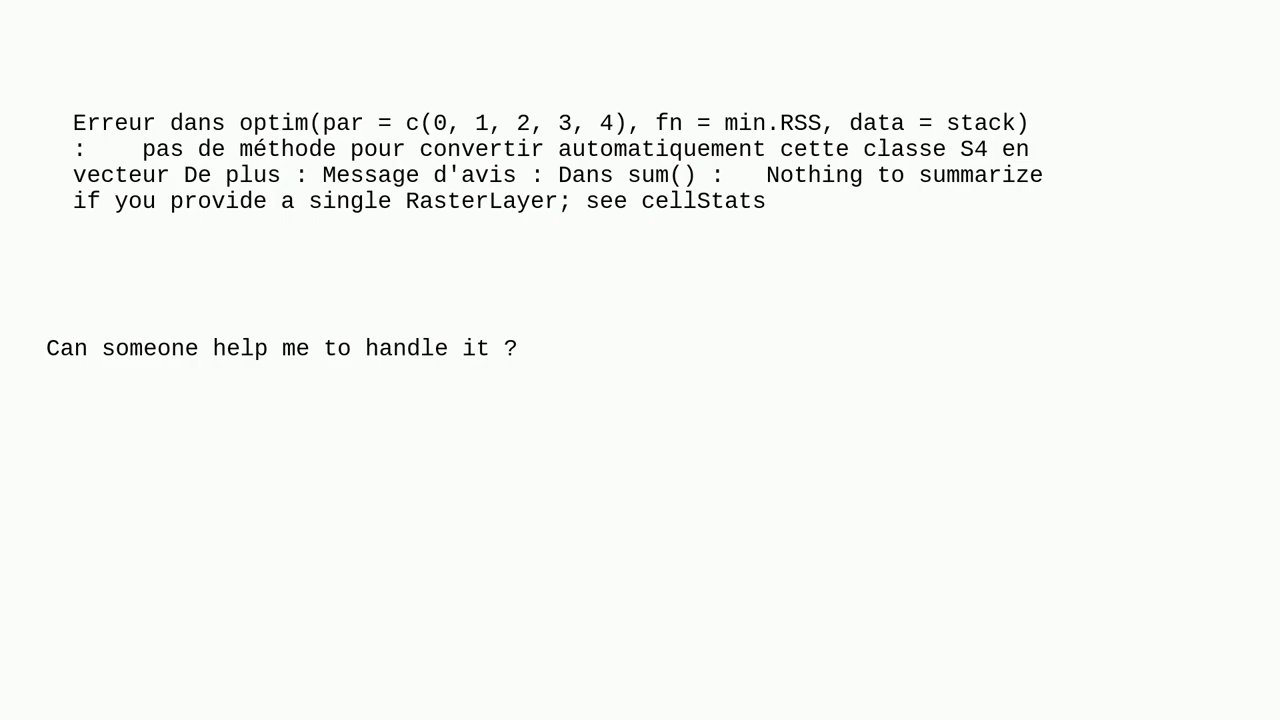 Erreur dans optim(par = c(0, 1, 2, 3, 4), fn = min.RSS, data = stack)
:    pas de méthode pour convertir automatiquement cette classe S4 en
vecteur De plus : Message d'avis : Dans sum() :   Nothing to summarize
if you provide a single RasterLayer; see cellStats
Can someone help me to handle it ?